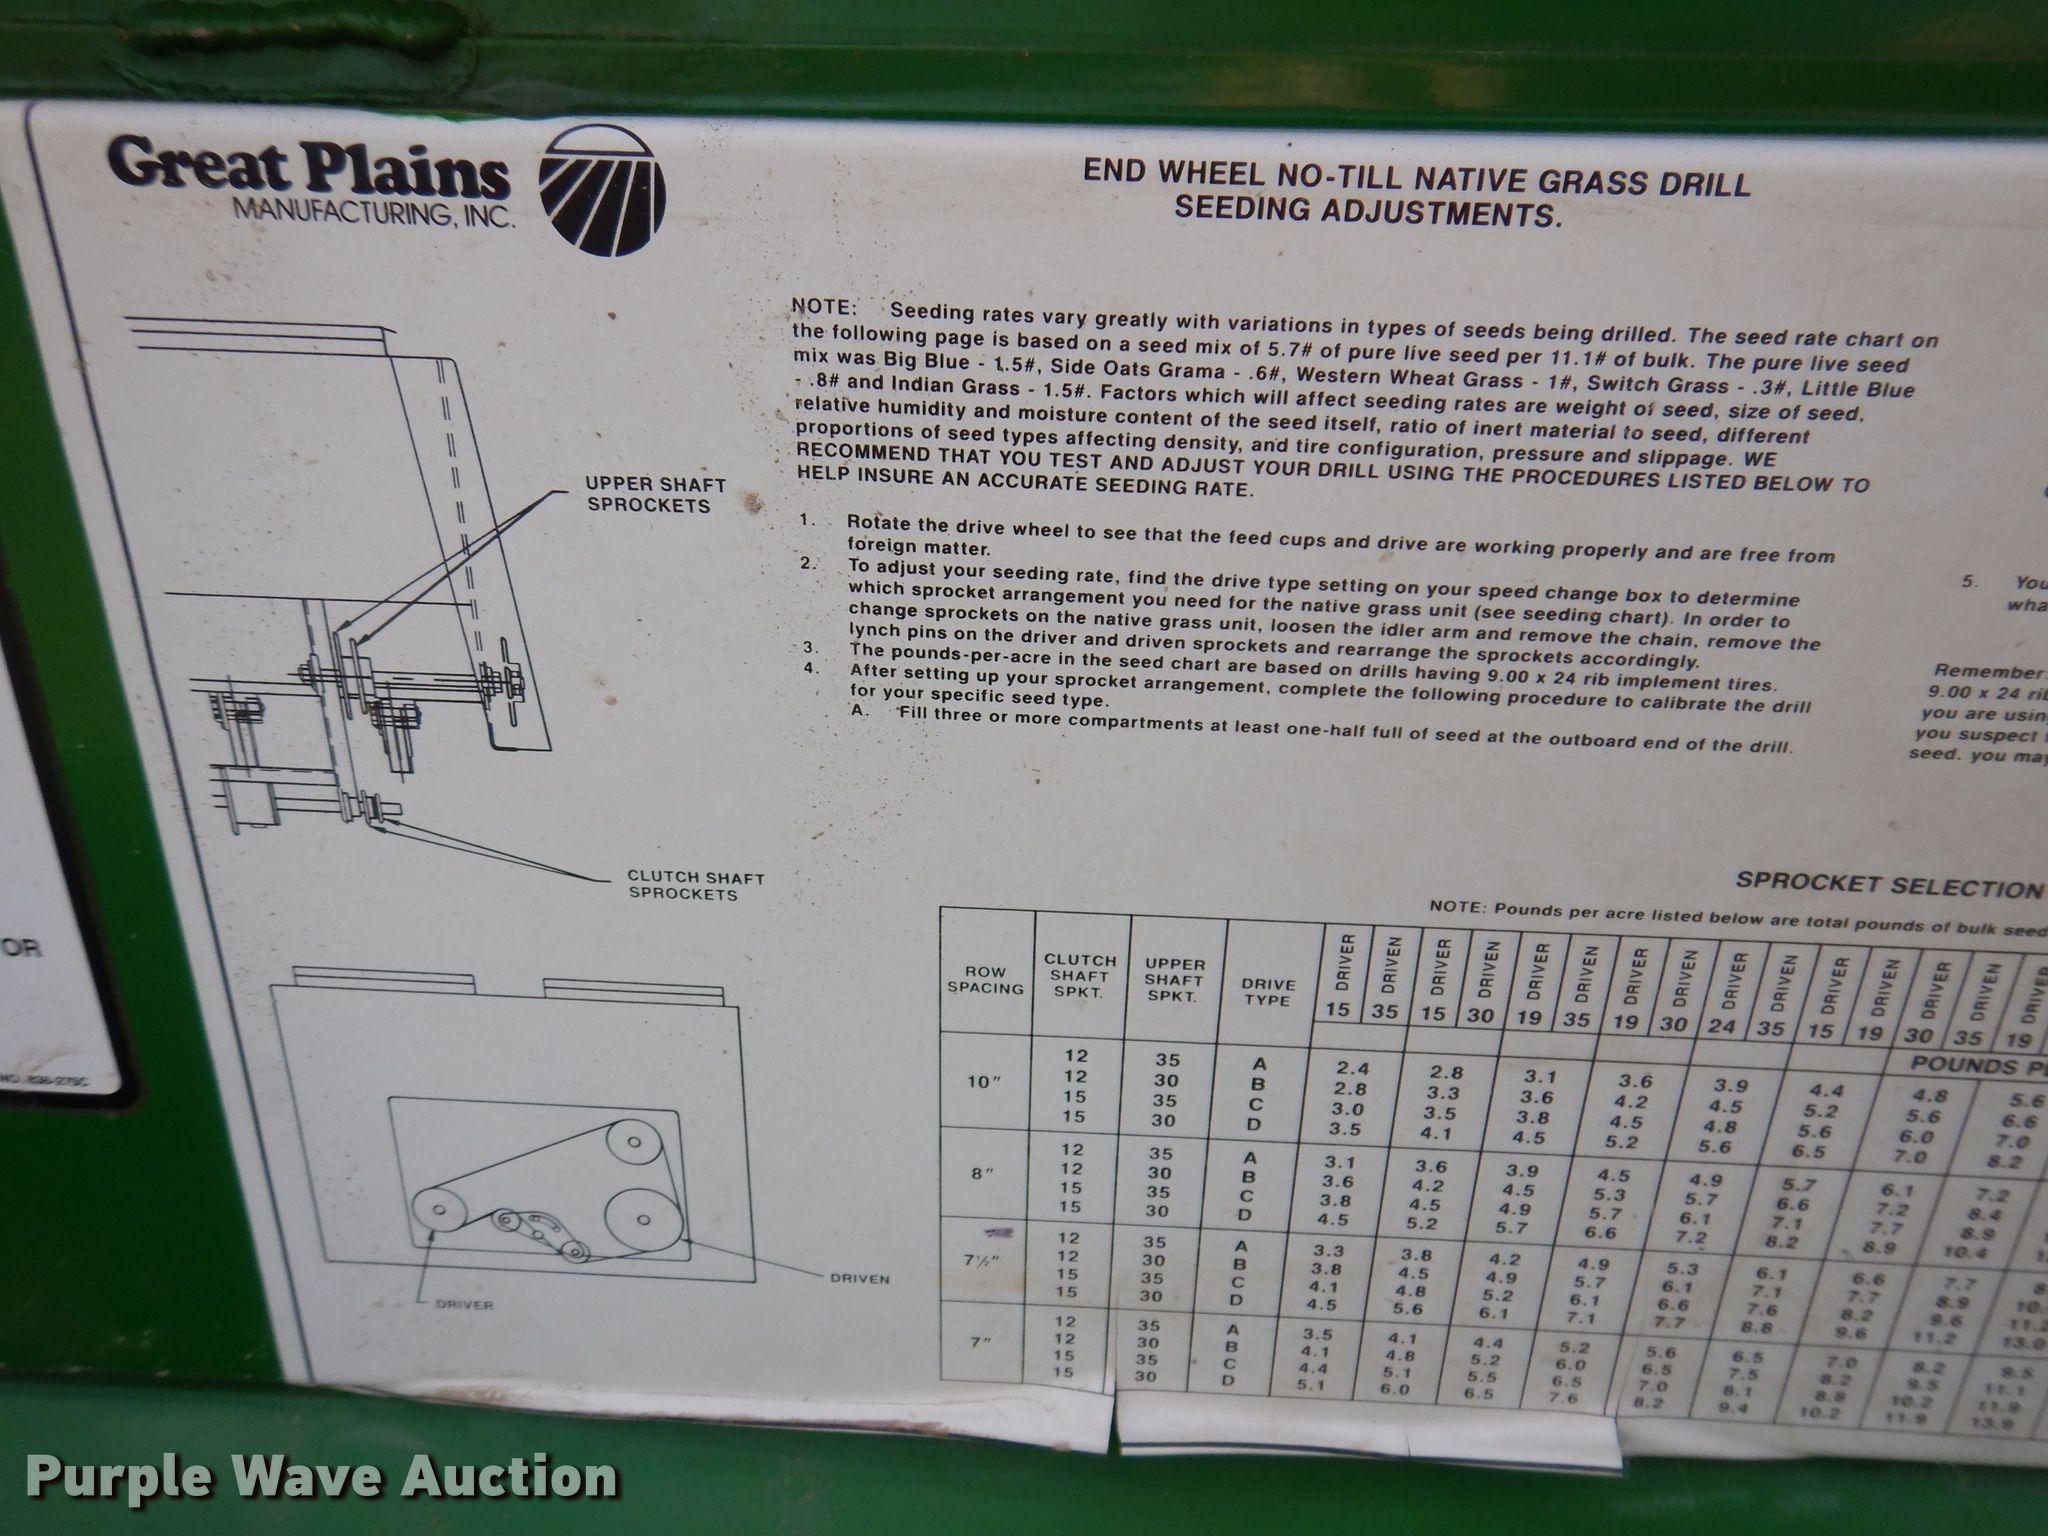 Great Plains
MANUFACTURING, INC.
END WHEEL NO-TILL NATIVE GRASS DRILL
SEEDING ADJUSTMENTS.
NOTE: Seeding rates vary greatly with variations in types of seeds being drilled. The seed rate chart on
the following page is based on a seed mix of 5.7# of pure live seed per 11.1# of bulk. The pure live seed
mix was Big Blue - 1.5#, Side Oats Grama - .6#, Western Wheat Grass - 1#, Switch Grass - .3#, Little Blue
- .8# and Indian Grass - 1.5#. Factors which will affect seeding rates are weight of seed, size of seed,
relative humidity and moisture content of the seed itself, ratio of inert material to seed, different
proportions of seed types affecting density, and tire configuration, pressure and slippage. WE
RECOMMEND THAT YOU TEST AND ADJUST YOUR DRILL USING THE PROCEDURES LISTED BELOW TO
HELP INSURE AN ACCURATE SEEDING RATE.
1. Rotate the drive wheel to see that the feed cups and drive are working properly and are free from
foreign matter.
2. To adjust your seeding rate, find the drive type setting on your speed change box to determine
which sprocket arrangement you need for the native grass unit (see seeding chart). In order to
change sprockets on the native grass unit, loosen the idler arm and remove the chain, remove the
lynch pins on the driver and driven sprockets and rearrange the sprockets accordingly.
3. The pounds-per-acre in the seed chart are based on drills having 9.00 x 24 rib implement tires.
4. After setting up your sprocket arrangement, complete the following procedure to calibrate the drill
for your specific seed type.
A. Fill three or more compartments at least one-half full of seed at the outboard end of the drill.
5. You
wha
Remember:
9.00 x 24 rib
you are using
you suspect
seed. you may
UPPER SHAFT
SPROCKETS
CLUTCH SHAFT
SPROCKETS
DRIVER
DRIVEN
OR
SPROCKET SELECTION
NOTE: Pounds per acre listed below are total pounds of bulk seed
ROW SPACING CLUTCH SHAFT SPKT. UPPER SHAFT SPKT. DRIVE TYPE DRIVER DRIVEN DRIVER DRIVEN DRIVER DRIVEN DRIVER DRIVEN DRIVER DRIVEN DRIVER DRIVEN DRIVER DRIVEN DRIVER
15 35 15 30 19 35 19 30 24 35 15 19 30 35 19
POUNDS P
10" 12 35 A 2.4 2.8 3.1 3.6 3.9 4.4 4.8 5.6
12 30 B 2.8 3.3 3.6 4.2 4.5 5.2 5.6 6.6
15 35 C 3.0 3.5 3.8 4.5 4.8 5.6 6.0 7.0
15 30 D 3.5 4.1 4.5 5.2 5.6 6.5 7.0 8.2
8" 12 35 A 3.1 3.6 3.9 4.5 4.9 5.7 6.1 7.2
12 30 B 3.6 4.2 4.5 5.3 5.7 6.6 7.2 8.4
15 35 C 3.8 4.5 4.9 5.7 6.1 7.1 7.7 8.9
15 30 D 4.5 5.2 5.7 6.6 7.2 8.2 8.9 10.4
7½" 12 35 A 3.3 3.8 4.2 4.9 5.3 6.1 6.6 7.7
12 30 B 3.8 4.5 4.9 5.7 6.1 7.1 7.7 8.9
15 35 C 4.1 4.8 5.2 6.1 6.6 7.6 8.2 9.6
15 30 D 4.5 5.6 6.1 7.1 7.7 8.8 9.6 11.2 13.0
7" 12 35 A 3.5 4.1 4.4 5.2 5.6 6.5 7.0 8.2 9.5
12 30 B 4.1 4.8 5.2 6.0 6.5 7.5 8.2 9.5 11.1
15 35 C 4.4 5.1 5.5 6.5 7.0 8.1 8.8 10.2 11.9
15 30 D 5.1 6.0 6.5 7.6 8.2 9.4 10.2 11.9 13.9
Purple Wave Auction